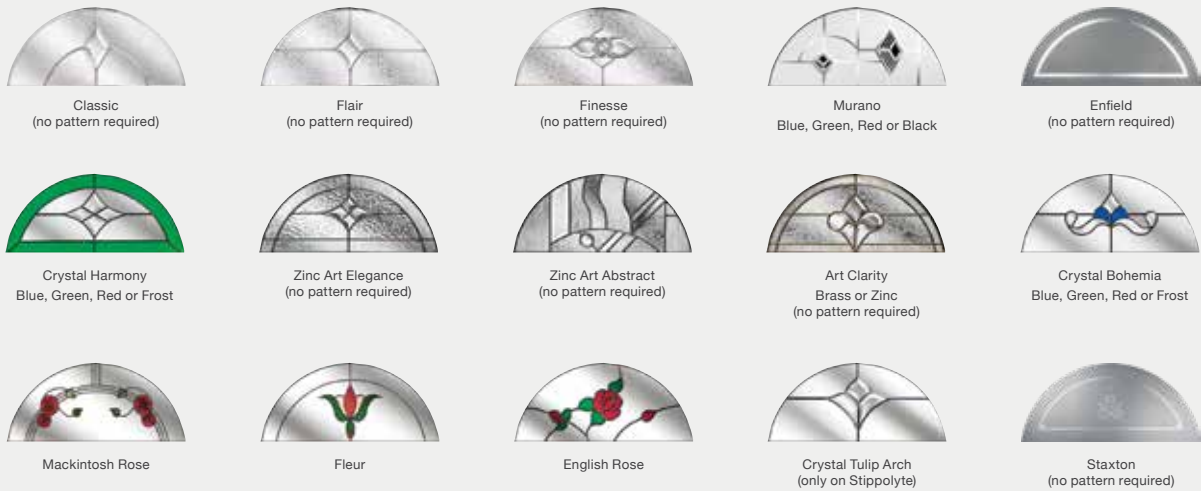 Classic
(no pattern required)
Flair
(no pattern required)
Finesse
(no pattern required)
Murano
Blue, Green, Red or Black
Enfield
(no pattern required)
Crystal Harmony
Blue, Green, Red or Frost
Zinc Art Elegance
(no pattern required)
Zinc Art Abstract
(no pattern required)
Art Clarity
Brass or Zinc
(no pattern required)
Crystal Bohemia
Blue, Green, Red or Frost
Mackintosh Rose
Fleur
English Rose
Crystal Tulip Arch
(only on Stippolyte)
Staxton
(no pattern required)